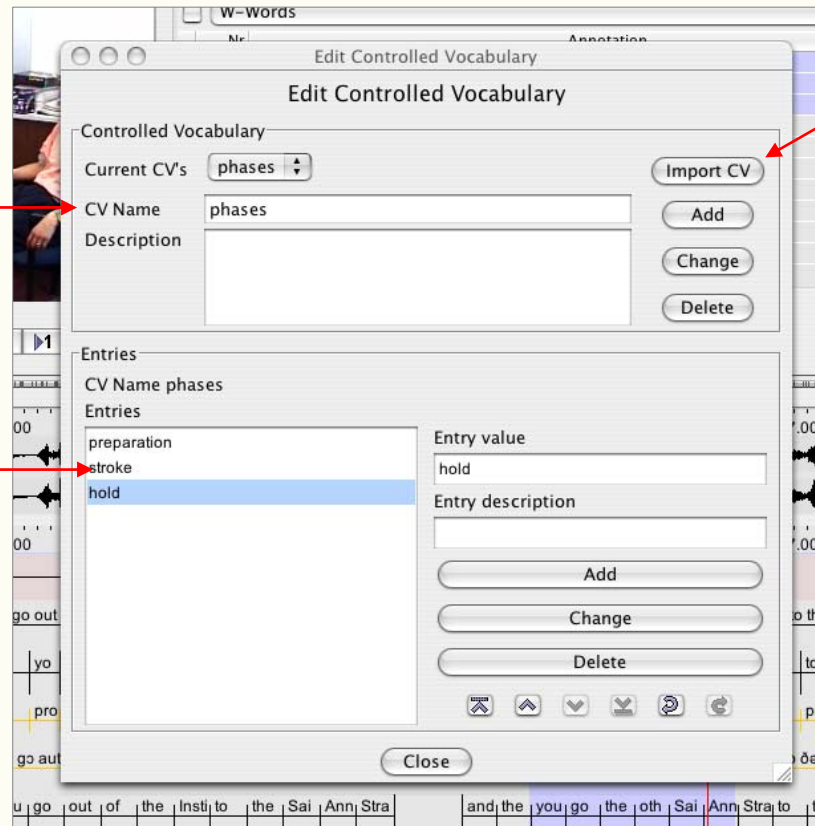 W-Words
Nr
Annotation
Edit Controlled Vocabulary
Edit Controlled Vocabulary
Controlled Vocabulary
Current CV's phases Import CV
CV Name phases Add
Description
Change
Delete
1
Entries
CV Name phases
Entries
preparation
stroke
hold
Entry value
hold
Entry description
Add
Change
Delete
Close
00
00
go out
yo
pro
gɔ aut
u go out of the Insti to the Sai Ann Stra and the you go the oth Sai Ann Stra to